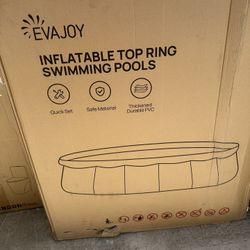 EVAJOY
INFLATABLE TOP RING
SWIMMING POOLS
Quick Set
Safe Material
Thickened
Durable PVC